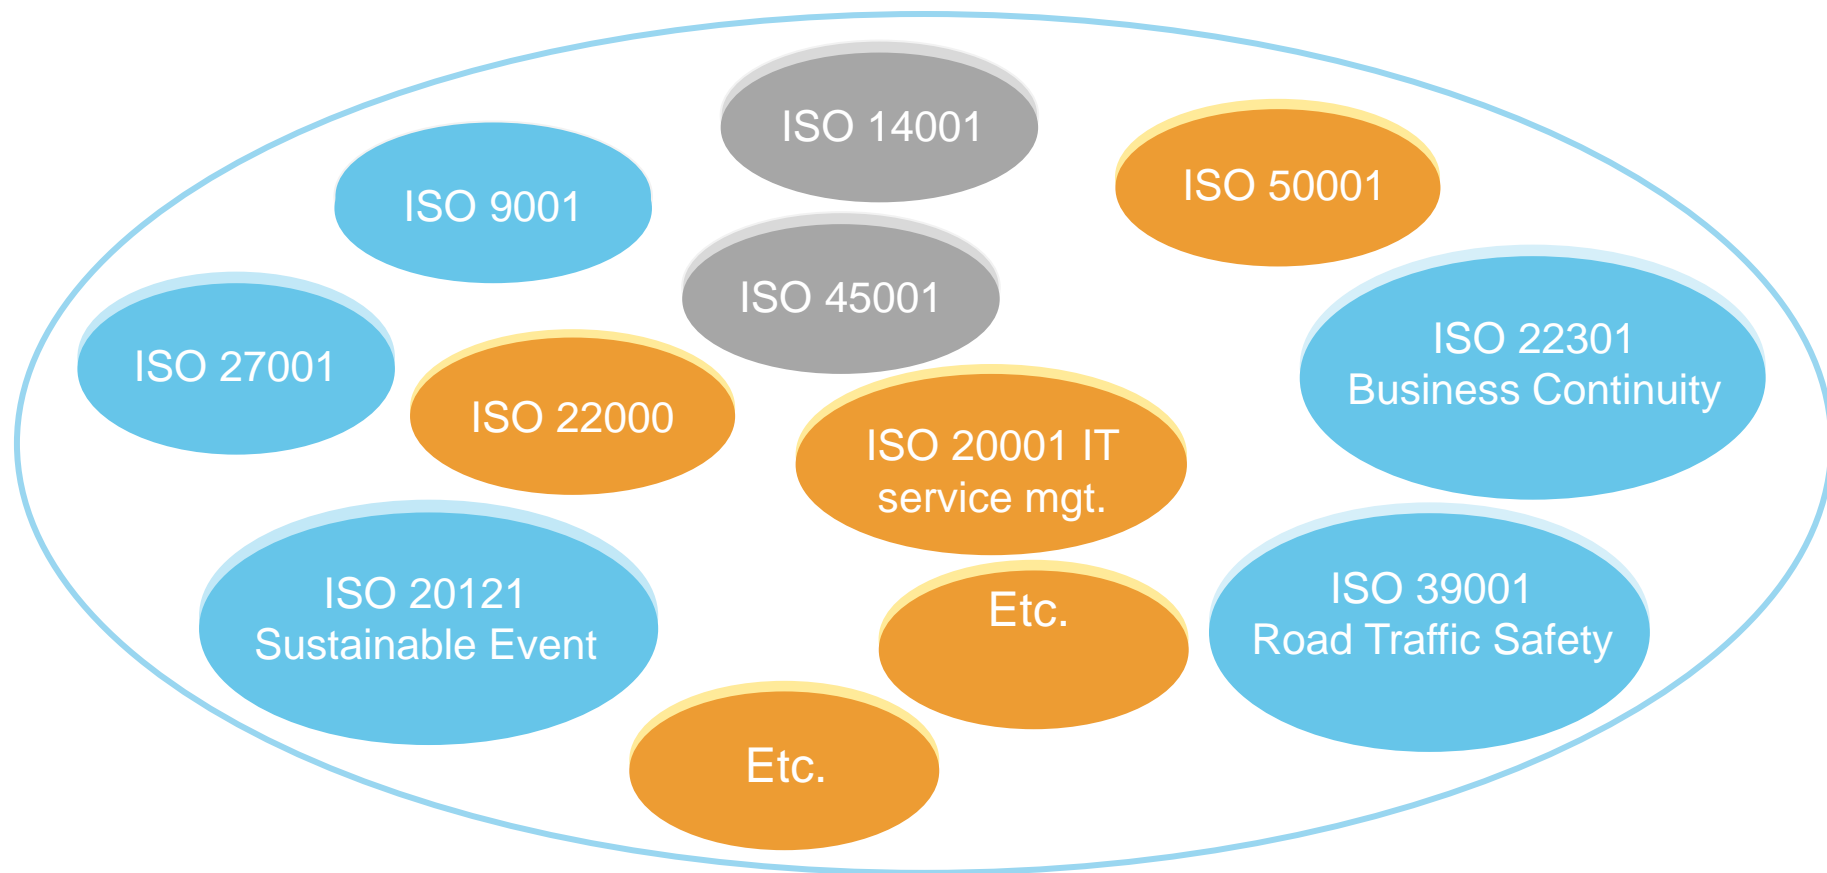 ISO 14001
ISO 50001
ISO 9001
ISO 45001
ISO 27001
ISO 22000
ISO 22301
Business Continuity
ISO 20001 IT
service mgt.
ISO 20121
Sustainable Event
Etc.
ISO 39001
Road Traffic Safety
Etc.